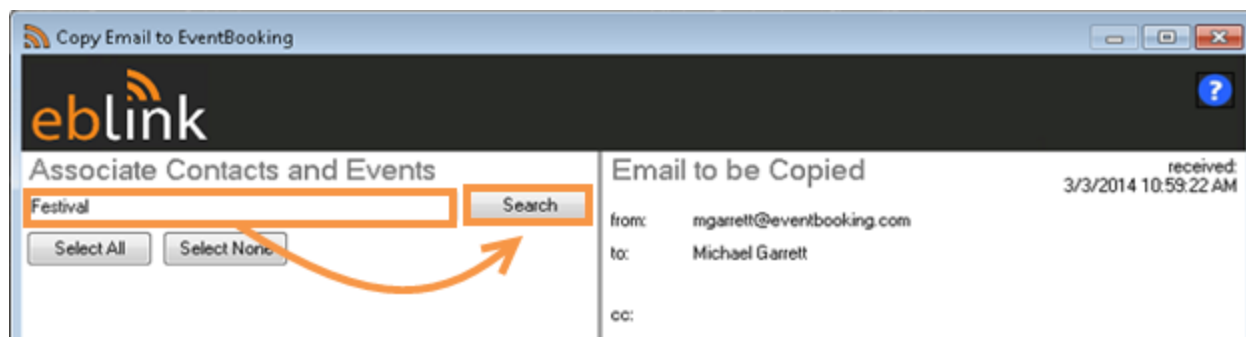 Copy Email to EventBooking
eblink
?
Associate Contacts and Events
Festival
Search
Select All
Select None
Email to be Copied
received:
3/3/2014 10:59:22 AM
from: mgarrett@eventbooking.com
to: Michael Garrett
cc: